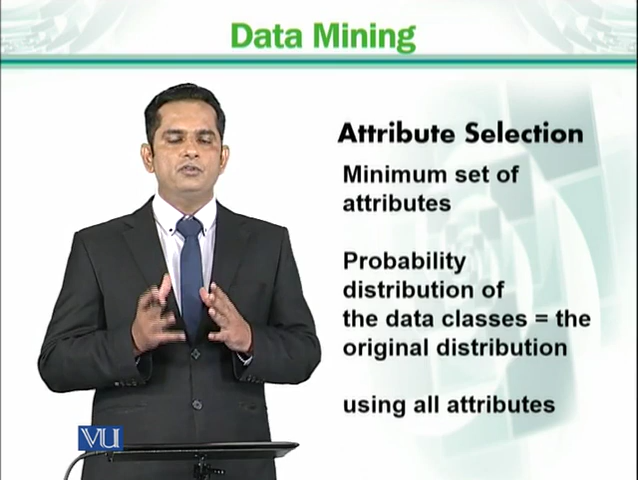 Data Mining
Attribute Selection
Minimum set of
attributes
Probability
distribution of
the data classes = the
original distribution
using all attributes
VU